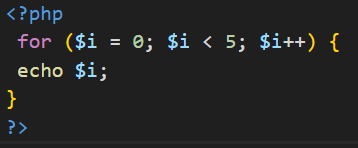 <?php
for ($i = 0; $i < 5; $i++) {
echo $i;
}
?>